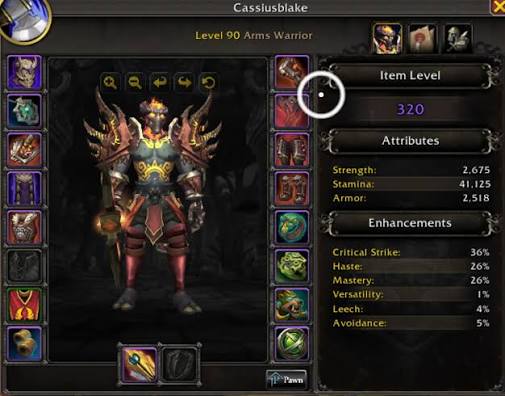 Cassiusblake
Level 90 Arms Warrior
Item Level
320
Attributes
Strength: 2,675
Stamina: 41,125
Armor: 2,518
Enhancements
Critical Strike: 36%
Haste: 26%
Mastery: 26%
Versatility: 1%
Leech: 4%
Avoidance: 5%
Pawn